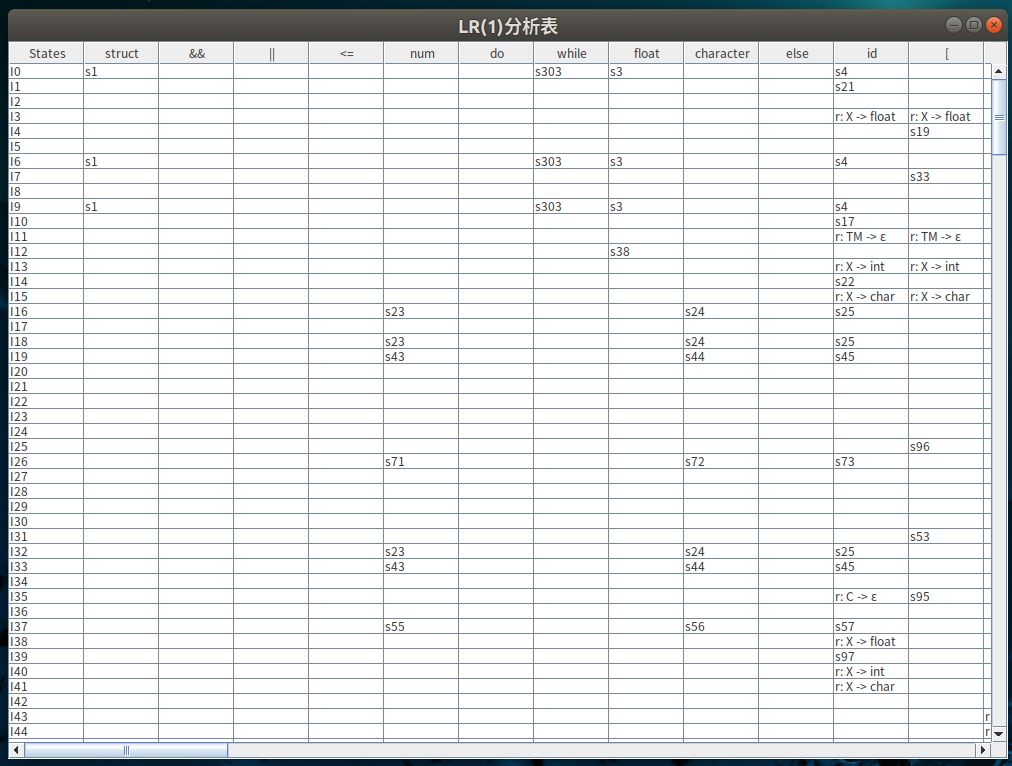 LR(1)分析表
States struct && || <= num do while float character else id [
I0 s1 s303 s3 s4
I1 s21
I2
I3 r: X -> float r: X -> float
I4 s19
I5
I6 s1 s303 s3 s4
I7 s33
I8
I9 s1 s303 s3 s4
I10 s17
I11 r: TM -> ε r: TM -> ε
I12 s38
I13 r: X -> int r: X -> int
I14 s22
I15 r: X -> char r: X -> char
I16 s23 s24 s25
I17
I18 s23 s24 s25
I19 s43 s44 s45
I20
I21
I22
I23
I24
I25 s96
I26 s71 s72 s73
I27
I28
I29
I30
I31 s53
I32 s23 s24 s25
I33 s43 s44 s45
I34
I35 r: C -> ε s95
I36
I37 s55 s56 s57
I38 r: X -> float
I39 s97
I40 r: X -> int
I41 r: X -> char
I42
I43 r
I44 r